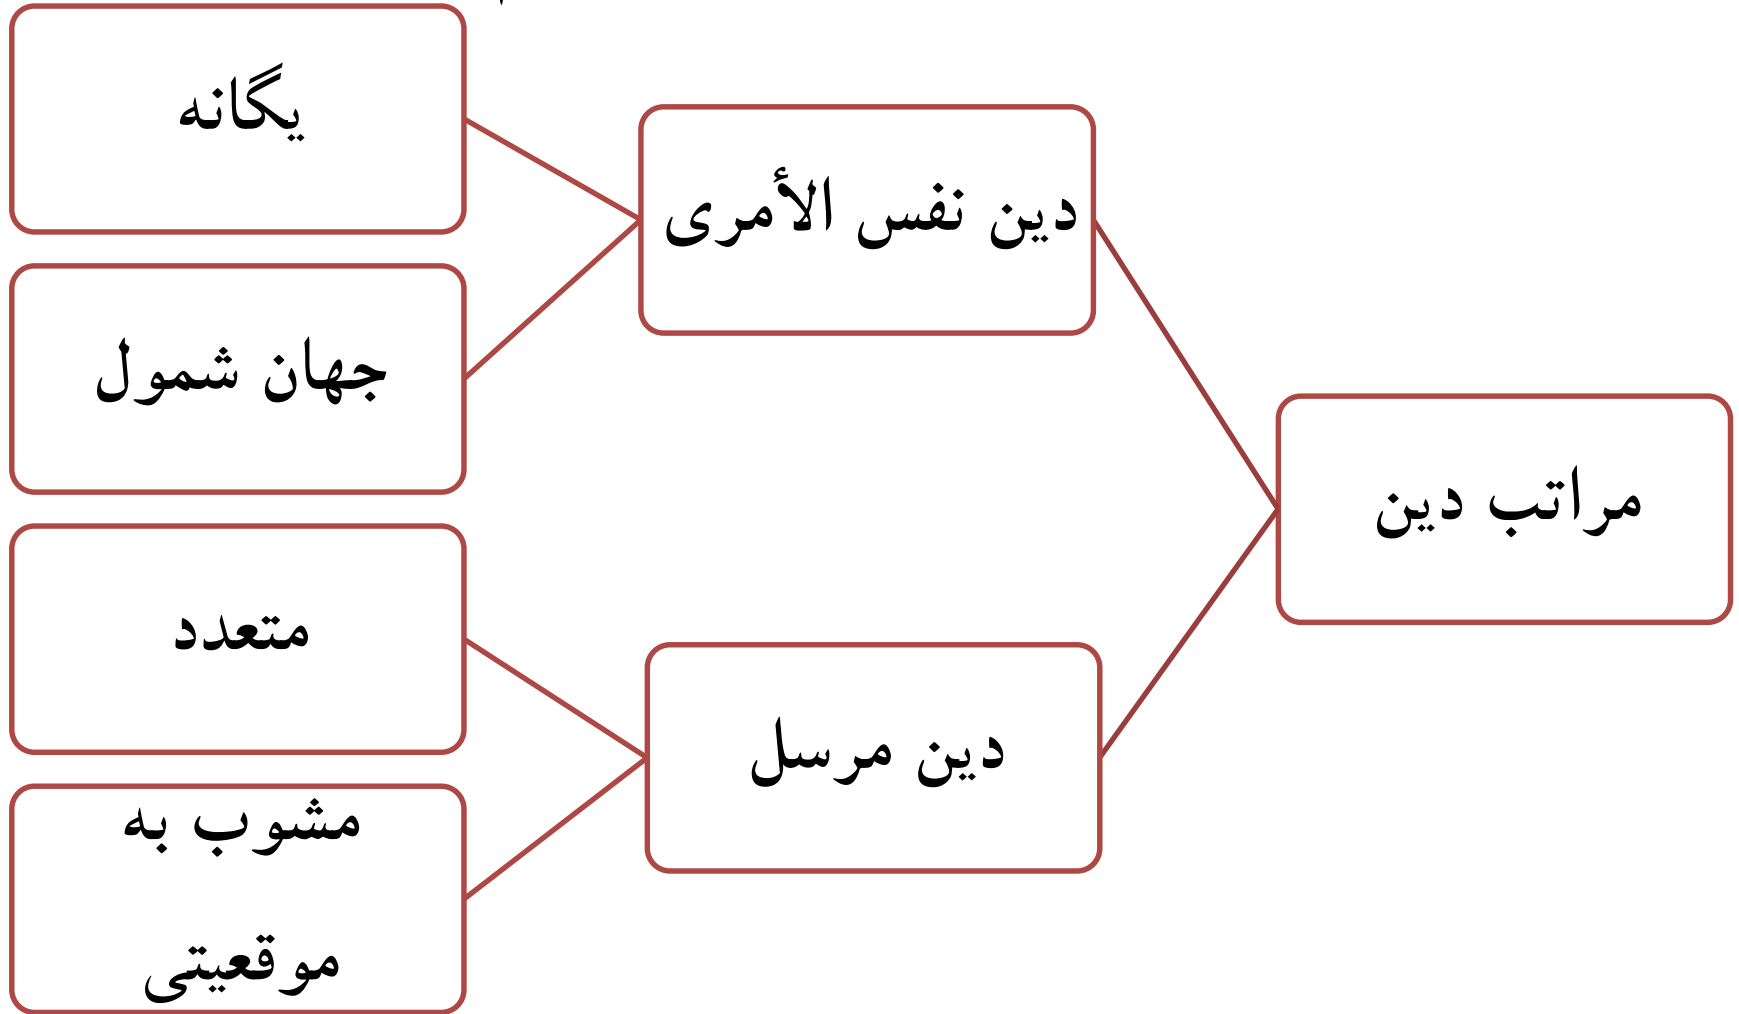 مراتب دین
دین نفس الأمری
یگانه
جهان شمول
دین مرسل
متعدد
مشوب به
موقعیتی